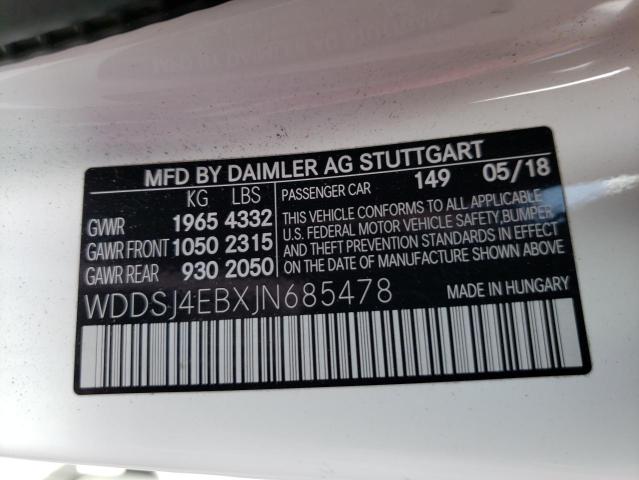 MFD BY DAIMLER AG STUTTGART
KG LBS
GVWR 1965 4332
GAWR FRONT 1050 2315
GAWR REAR 930 2050
PASSENGER CAR 149 05/18
THIS VEHICLE CONFORMS TO ALL APPLICABLE
U.S. FEDERAL MOTOR VEHICLE SAFETY, BUMPER
AND THEFT PREVENTION STANDARDS IN EFFECT
ON THE DATE OF MANUFACTURE SHOWN ABOVE.
WDDSJ4EBXJN685478 MADE IN HUNGARY